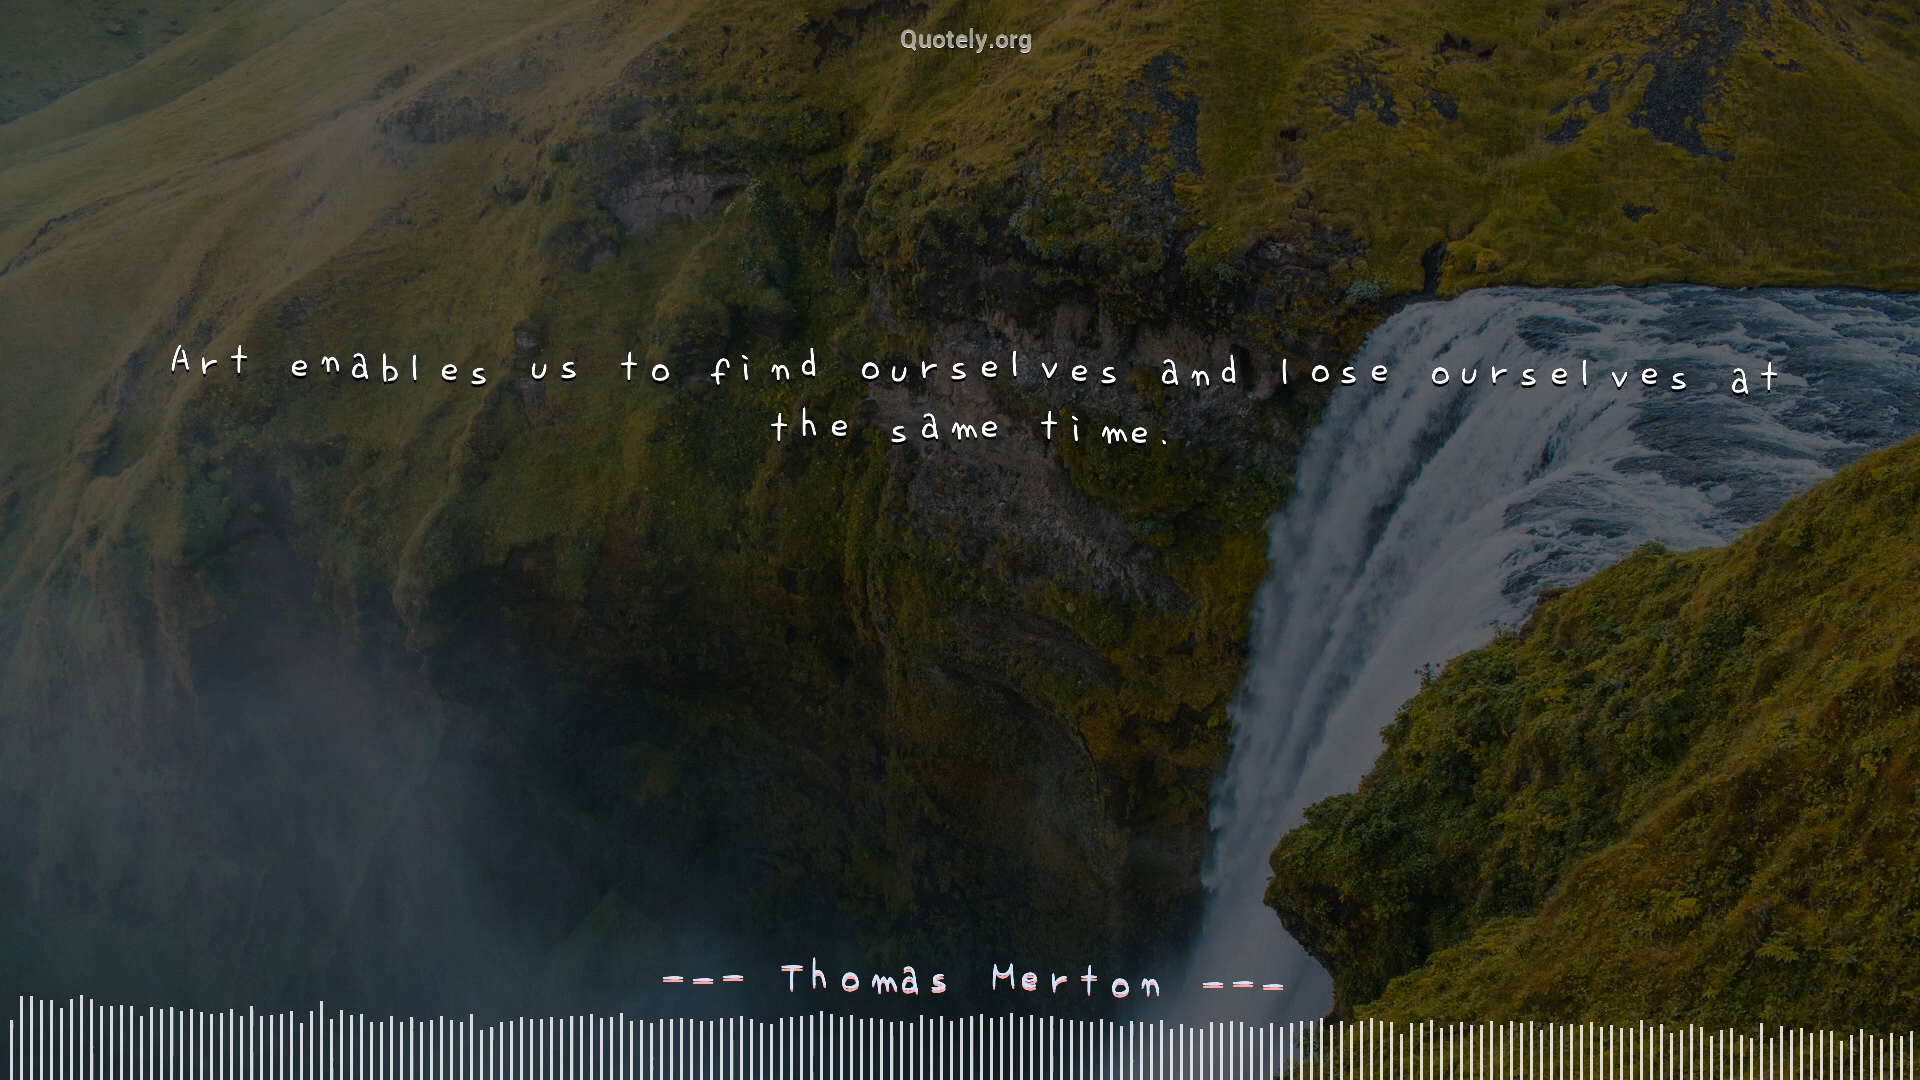 Quotely.org
Art enables us to find ourselves and lose ourselves at
the same time.
--- Thomas Merton ---